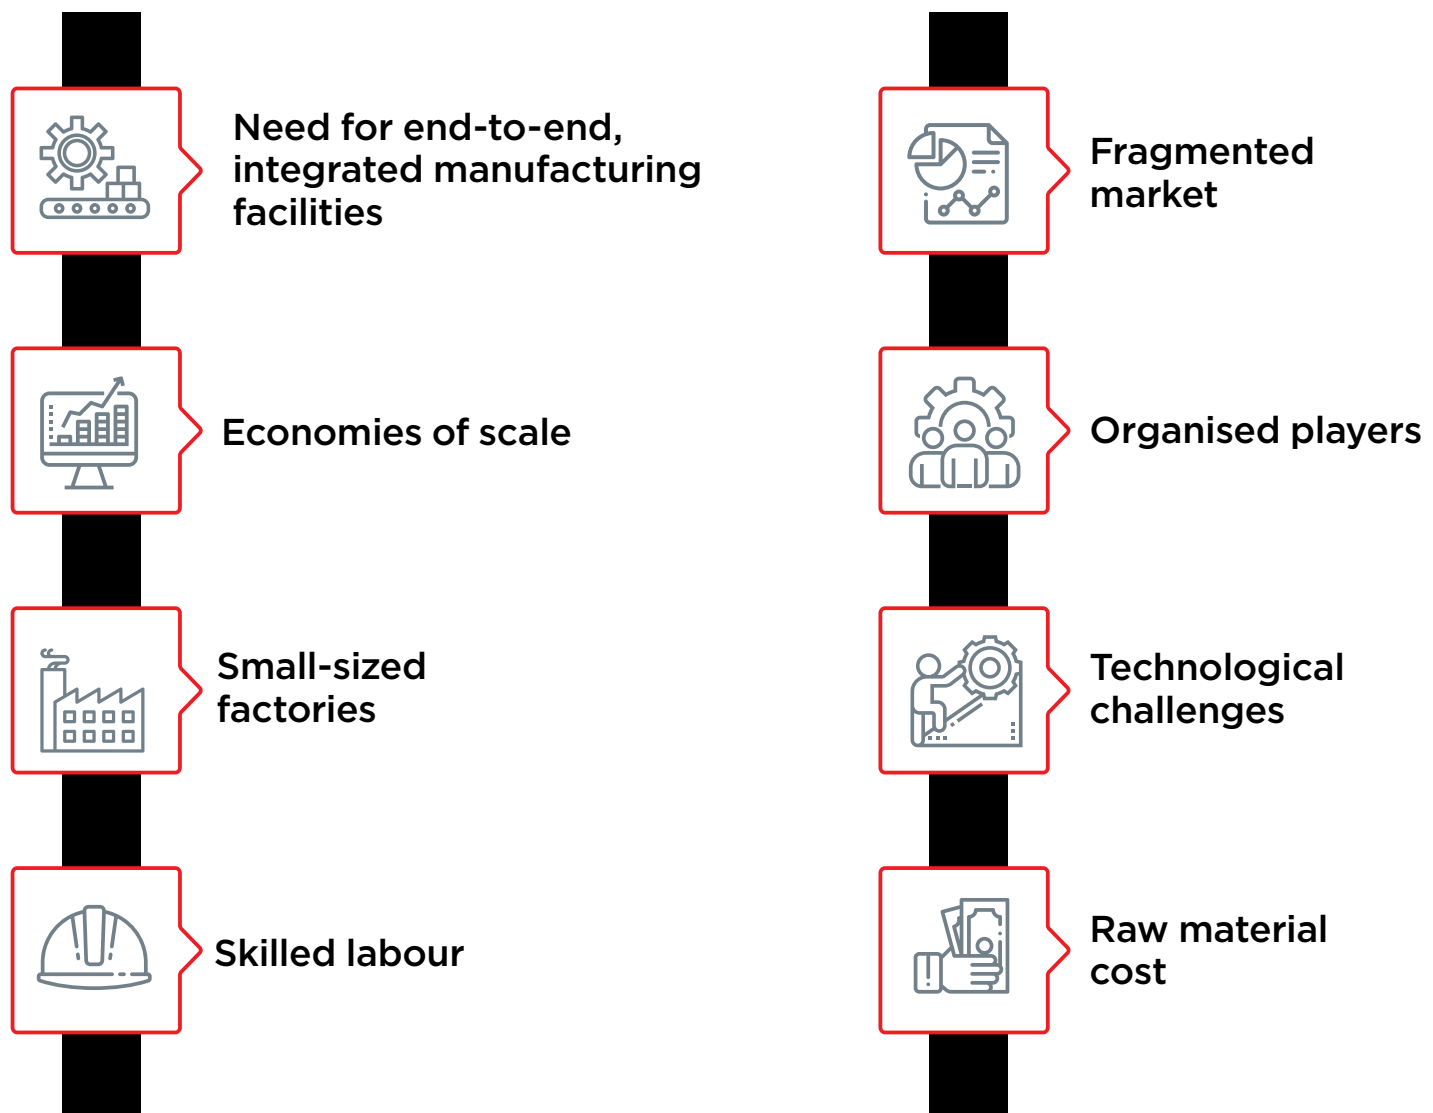 Need for end-to-end,
integrated manufacturing
facilities
Economies of scale
Small-sized
factories
Skilled labour
Fragmented
market
Organised players
Technological
challenges
Raw material
cost